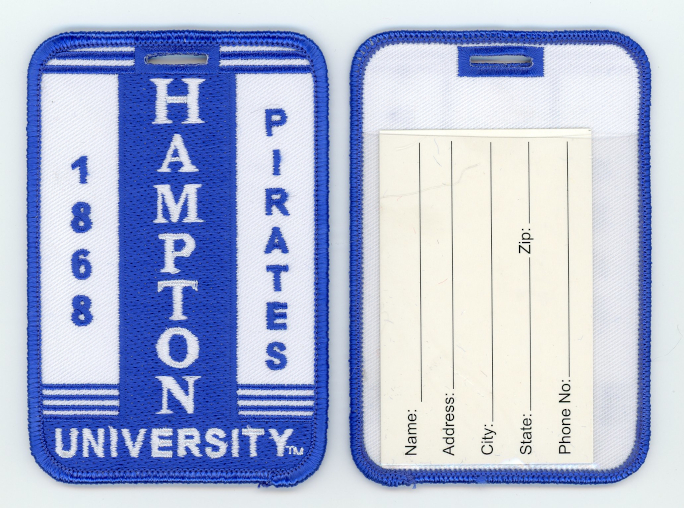 1868
HAMPTON
PIRATES
UNIVERSITY™
Name:
Address:
City:
State: Zip:
Phone No: